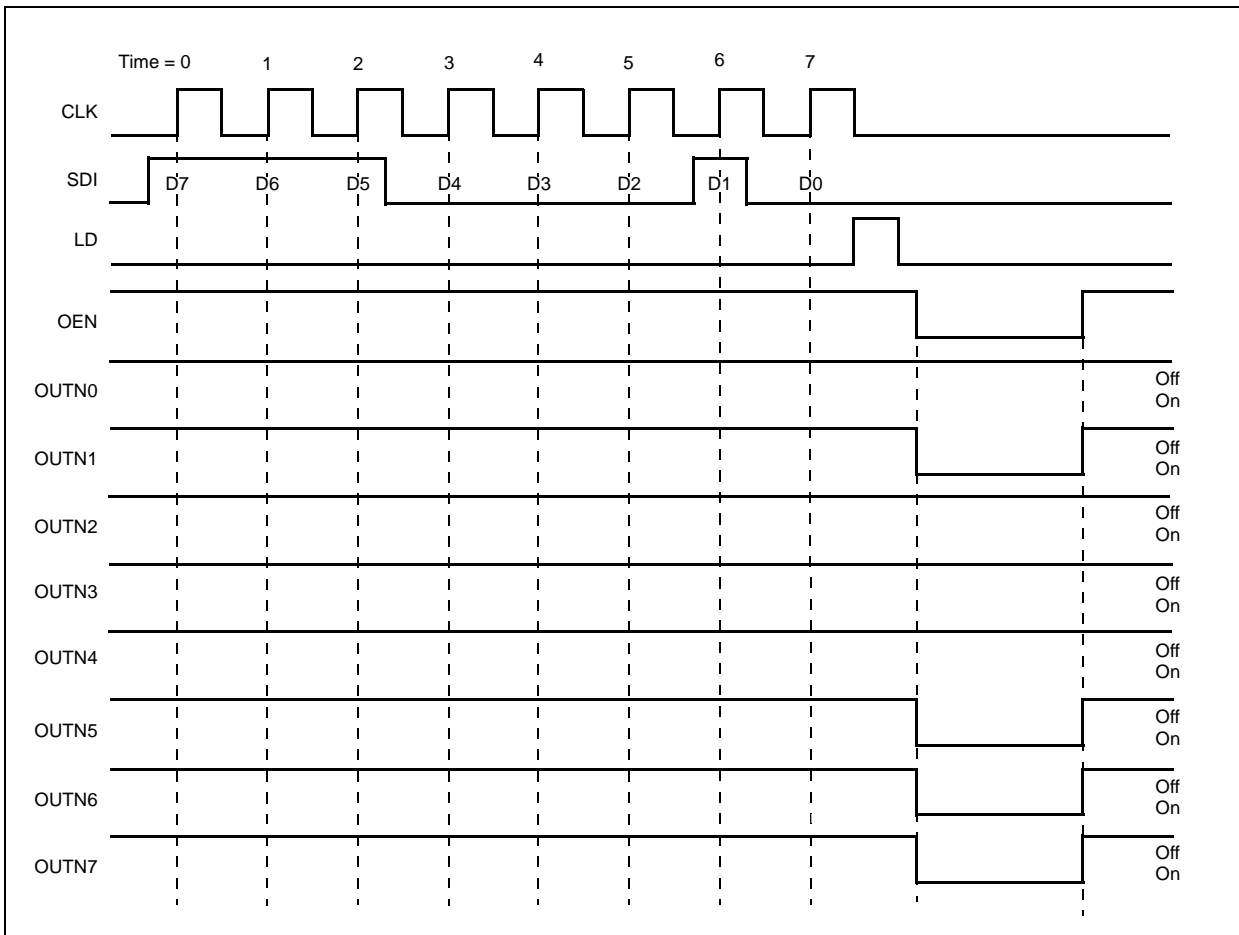 Time = 0 1 2 3 4 5 6 7
CLK
SDI D7 D6 D5 D4 D3 D2 D1 D0
LD
OEN
OUTN0 Off
On
OUTN1 Off
On
OUTN2 Off
On
OUTN3 Off
On
OUTN4 Off
On
OUTN5 Off
On
OUTN6 Off
On
OUTN7 Off
On